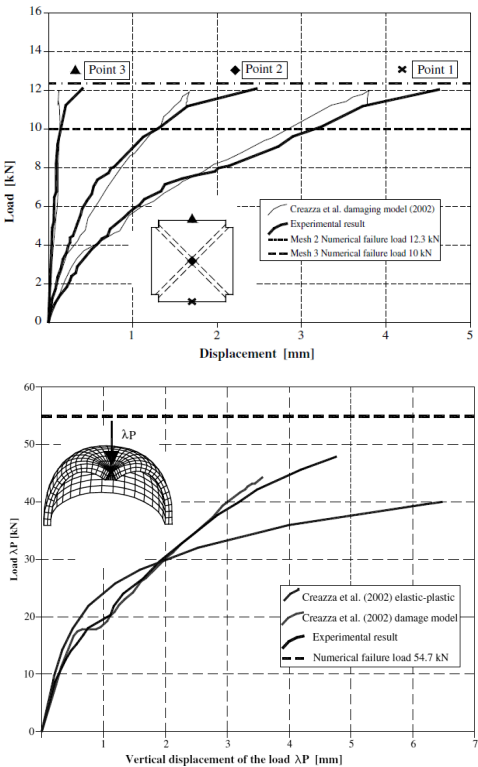 16
14
12
10
8
6
4
2
0
Load [kN]
Point 3
Point 2
Point 1
Creazza et al. damaging model (2002)
Experimental result
Mesh 2 Numerical failure load 12.3 kN
Mesh 3 Numerical failure load 10 kN
1
2
3
4
5
Displacement [mm]
60
50
40
30
20
10
0
Load λP [kN]
λP
Creazza et al. (2002) elastic-plastic
Creazza et al. (2002) damage model
Experimental result
Numerical failure load 54.7 kN
1
2
3
4
5
6
7
Vertical displacement of the load λP [mm]